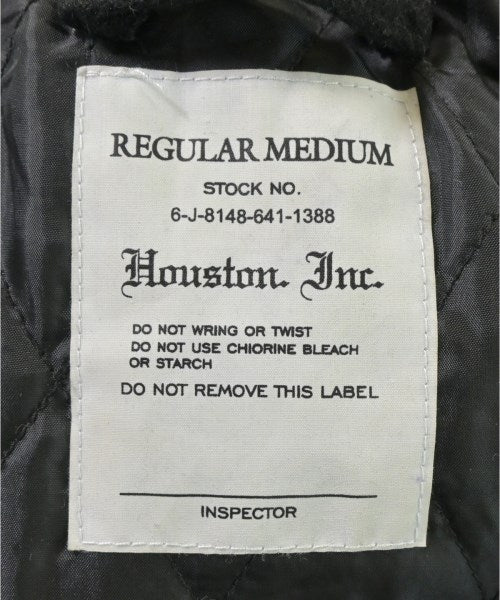 REGULAR MEDIUM
STOCK NO.
6-J-8148-641-1388
Houston. Inc.
DO NOT WRING OR TWIST
DO NOT USE CHIORINE BLEACH
OR STARCH
DO NOT REMOVE THIS LABEL
INSPECTOR